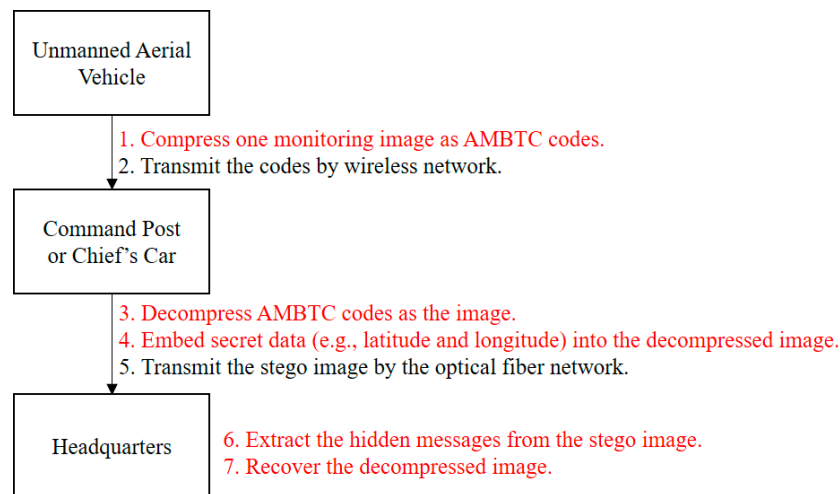 Unmanned Aerial
Vehicle
1. Compress one monitoring image as AMBTC codes.
2. Transmit the codes by wireless network.
Command Post
or Chief's Car
3. Decompress AMBTC codes as the image.
4. Embed secret data (e.g., latitude and longitude) into the decompressed image.
5. Transmit the stego image by the optical fiber network.
Headquarters
6. Extract the hidden messages from the stego image.
7. Recover the decompressed image.